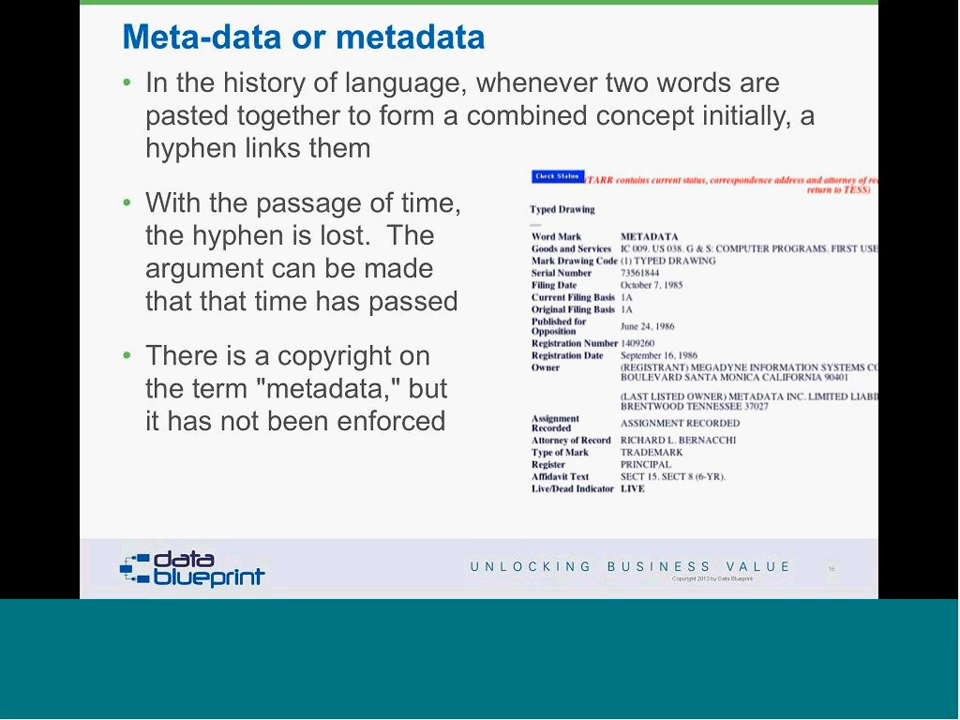 Meta-data or metadata
• In the history of language, whenever two words are
pasted together to form a combined concept initially, a
hyphen links them
• With the passage of time,
the hyphen is lost.  The
argument can be made
that that time has passed
• There is a copyright on
the term "metadata," but
it has not been enforced
Check Status (TARR contains current status, correspondence address and attorney of
return to TESS)
Typed Drawing
Word Mark METADATA
Goods and Services IC 009. US 038. G & S: COMPUTER PROGRAMS. FIRST USE
Mark Drawing Code (1) TYPED DRAWING
Serial Number 73561844
Filing Date October 7, 1985
Current Filing Basis 1A
Original Filing Basis 1A
Published for
Opposition June 24, 1986
Registration Number 1409260
Registration Date September 16, 1986
Owner (REGISTRANT) MEGADYNE INFORMATION SYSTEMS
BOULEVARD SANTA MONICA CALIFORNIA 90401
(LAST LISTED OWNER) METADATA INC. LIMITED
BRENTWOOD TENNESSEE 37027
Assignment
Recorded ASSIGNMENT RECORDED
Attorney of Record RICHARD L. BERNACCHI
Type of Mark TRADEMARK
Register PRINCIPAL
Affidavit Text SECT 15. SECT 8 (6-YR).
Live/Dead Indicator LIVE
data
blueprint
UNLOCKING BUSINESS VALUE
Copyright 2013 by Data Blueprint
16